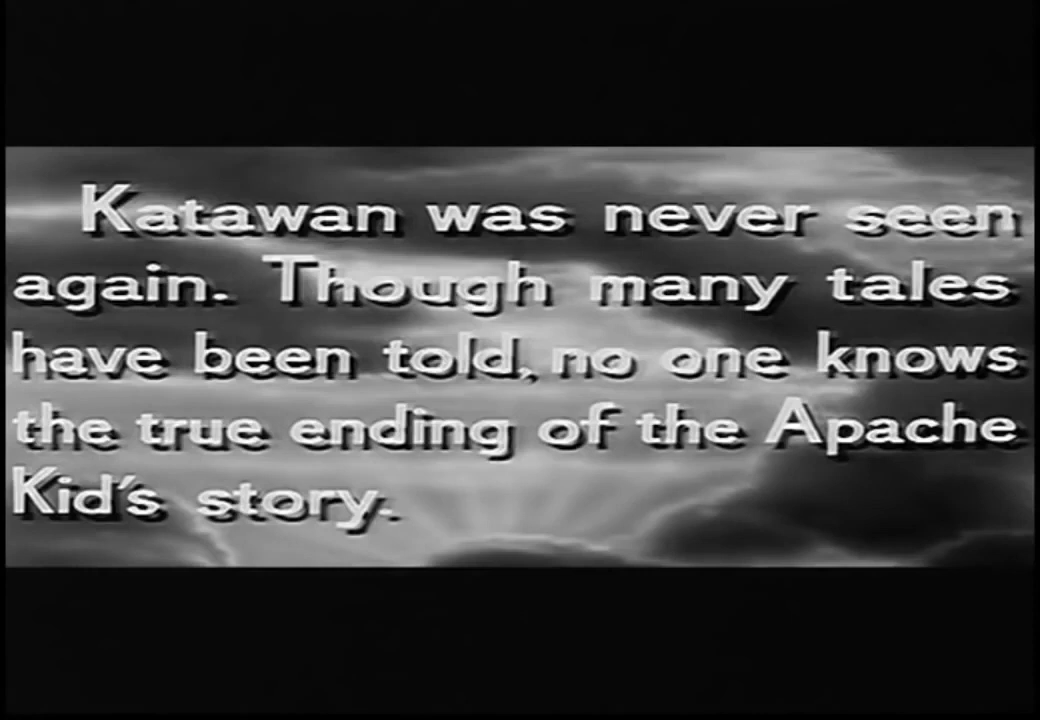 Katawan was never seen
again. Though many tales
have been told, no one knows
the true ending of the Apache
Kid's story.